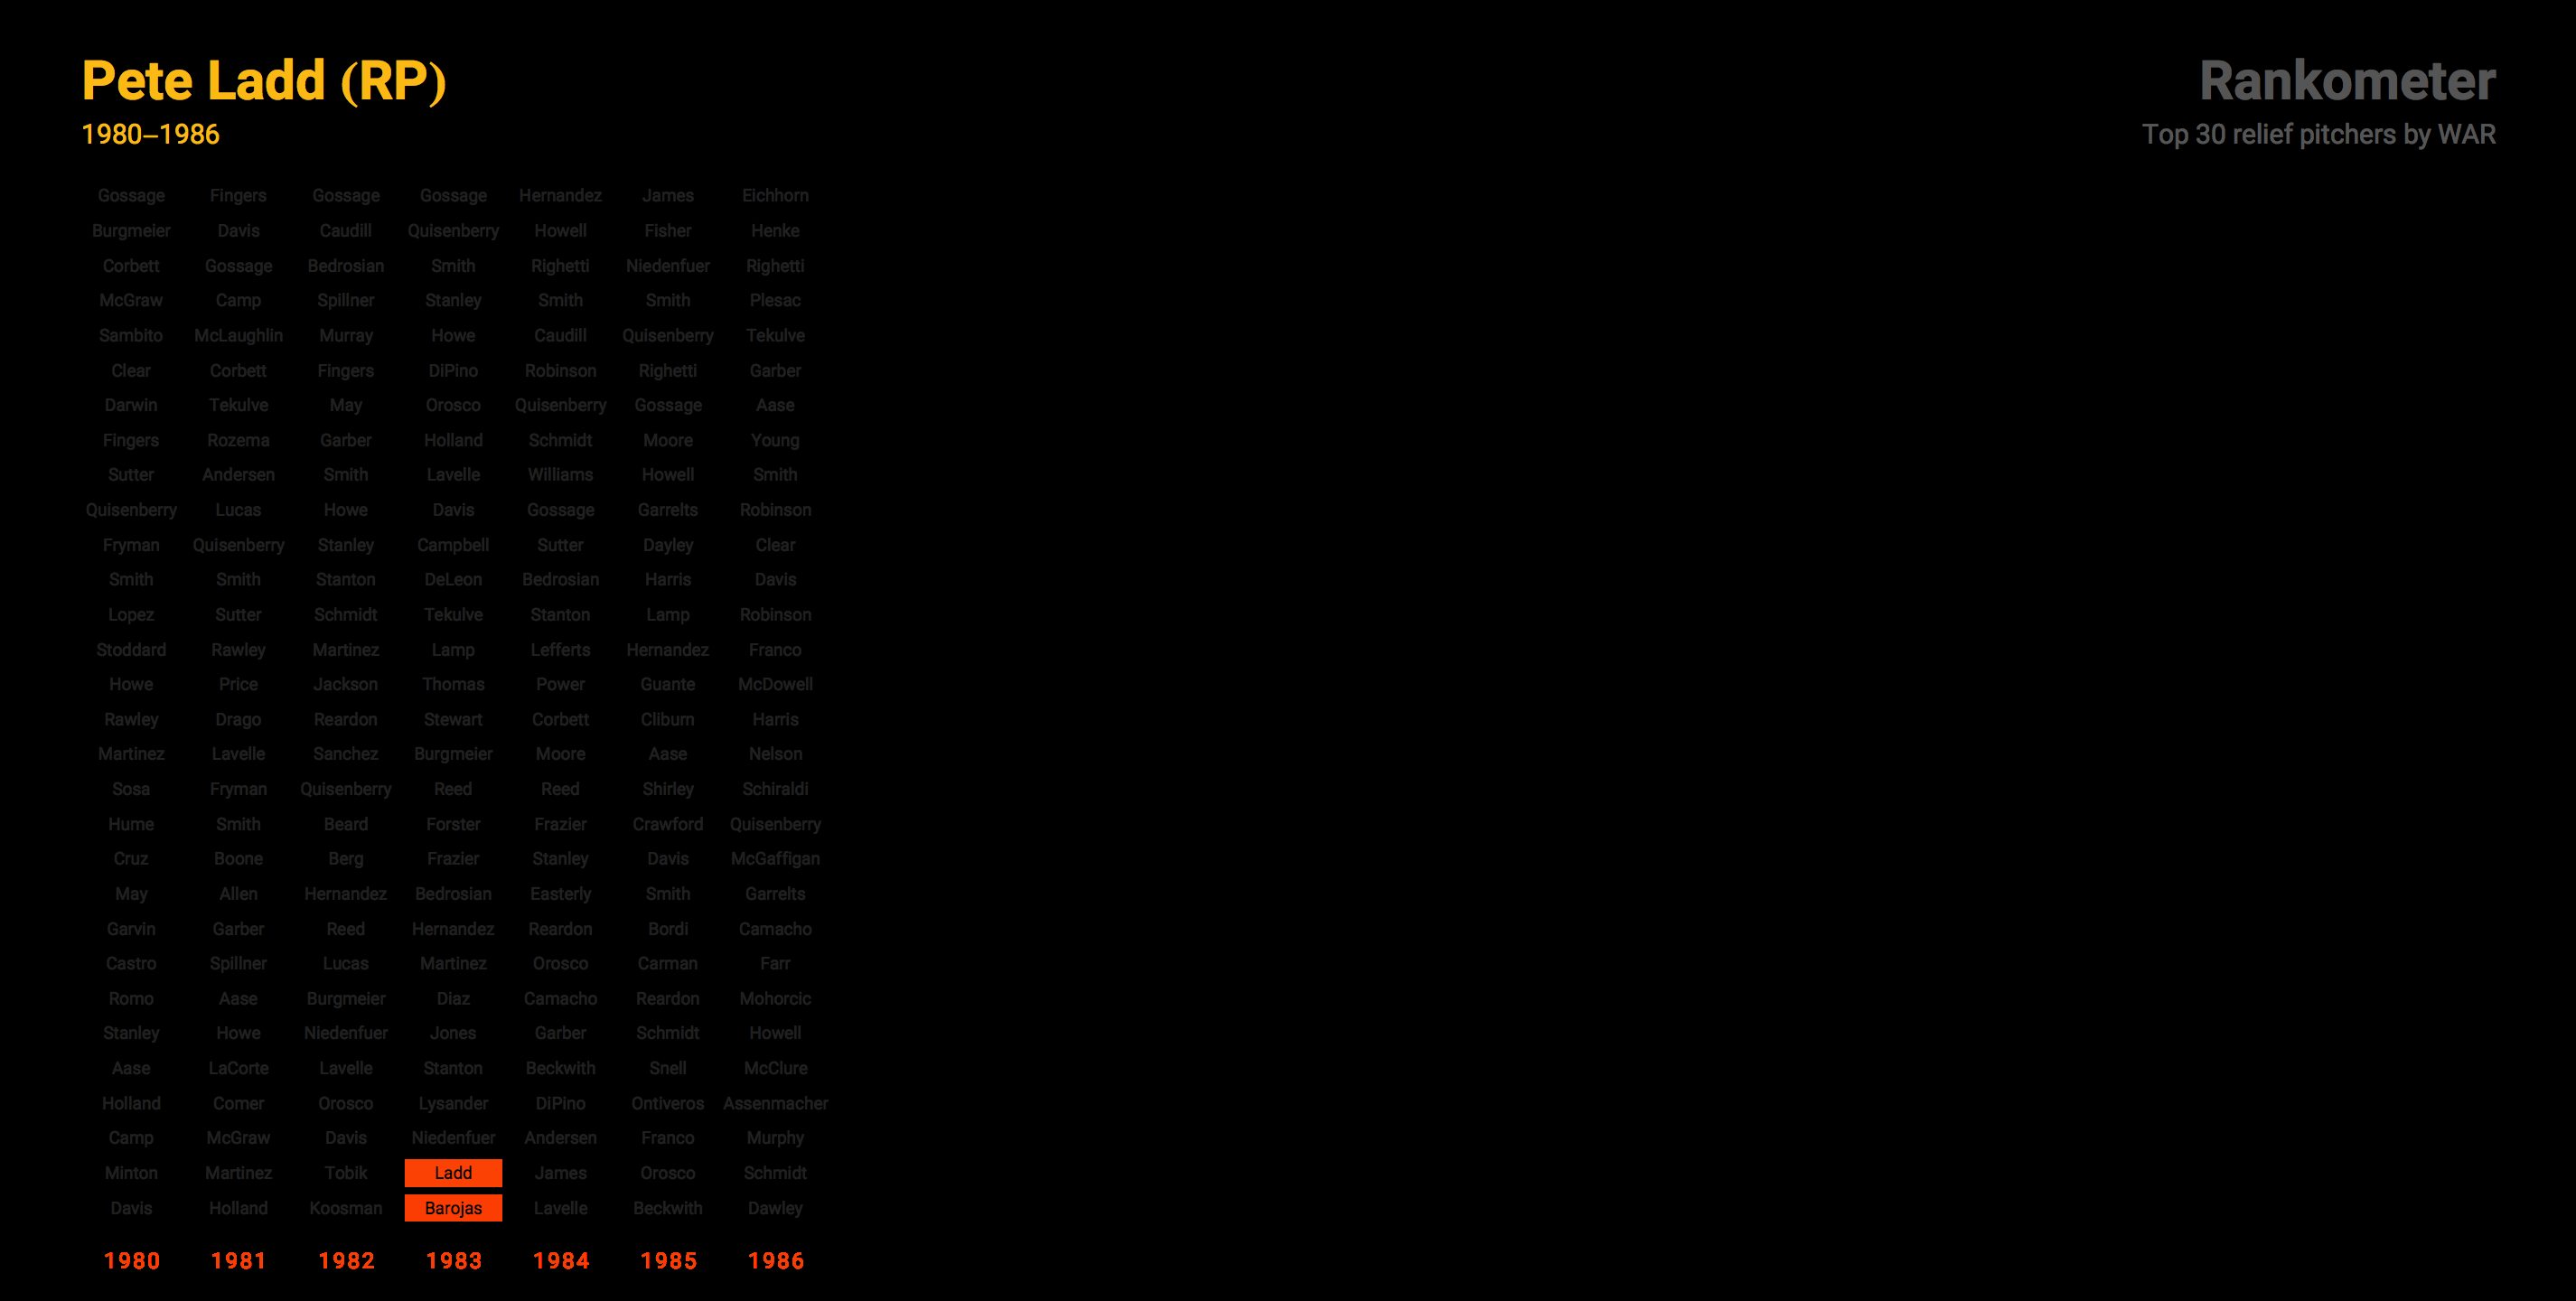 Pete Ladd (RP)
1980–1986
Rankometer
Top 30 relief pitchers by WAR
Gossage Fingers Gossage Gossage Hernandez James Eichhorn
Burgmeier Davis Caudill Quisenberry Howell Fisher Henke
Corbett Gossage Bedrosian Smith Righetti Niedenfuer Righetti
McGraw Camp Spillner Stanley Smith Smith Plesac
Sambito McLaughlin Murray Howe Caudill Quisenberry Tekulve
Clear Corbett Fingers DiPino Robinson Righetti Garber
Darwin Tekulve May Orosco Quisenberry Gossage Aase
Fingers Rozema Garber Holland Schmidt Moore Young
Sutter Andersen Smith Lavelle Williams Howell Smith
Quisenberry Lucas Howe Davis Gossage Garrelts Robinson
Fryman Quisenberry Stanley Campbell Sutter Dayley Clear
Smith Smith Stanton DeLeon Bedrosian Harris Davis
Lopez Sutter Schmidt Tekulve Stanton Lamp Robinson
Stoddard Rawley Martinez Lamp Lefferts Hernandez Franco
Howe Price Jackson Thomas Power Guante McDowell
Rawley Drago Reardon Stewart Corbett Cliburn Harris
Martinez Lavelle Sanchez Burgmeier Moore Aase Nelson
Sosa Fryman Quisenberry Reed Reed Shirley Schiraldi
Hume Smith Beard Forster Frazier Crawford Quisenberry
Cruz Boone Berg Frazier Stanley Davis McGaffigan
May Allen Hernandez Bedrosian Easterly Smith Garrelts
Garvin Garber Reed Hernandez Reardon Bordi Camacho
Castro Spillner Lucas Martinez Orosco Carman Farr
Romo Aase Burgmeier Diaz Camacho Reardon Mohorcic
Stanley Howe Niedenfuer Jones Garber Schmidt Howell
Aase LaCorte Lavelle Stanton Beckwith Snell McClure
Holland Comer Orosco Lysander DiPino Ontiveros Assenmacher
Camp McGraw Davis Niedenfuer Andersen Franco Murphy
Minton Martinez Tobik Ladd James Orosco Schmidt
Davis Holland Koosman Barojas Lavelle Beckwith Dawley
1980 1981 1982 1983 1984 1985 1986